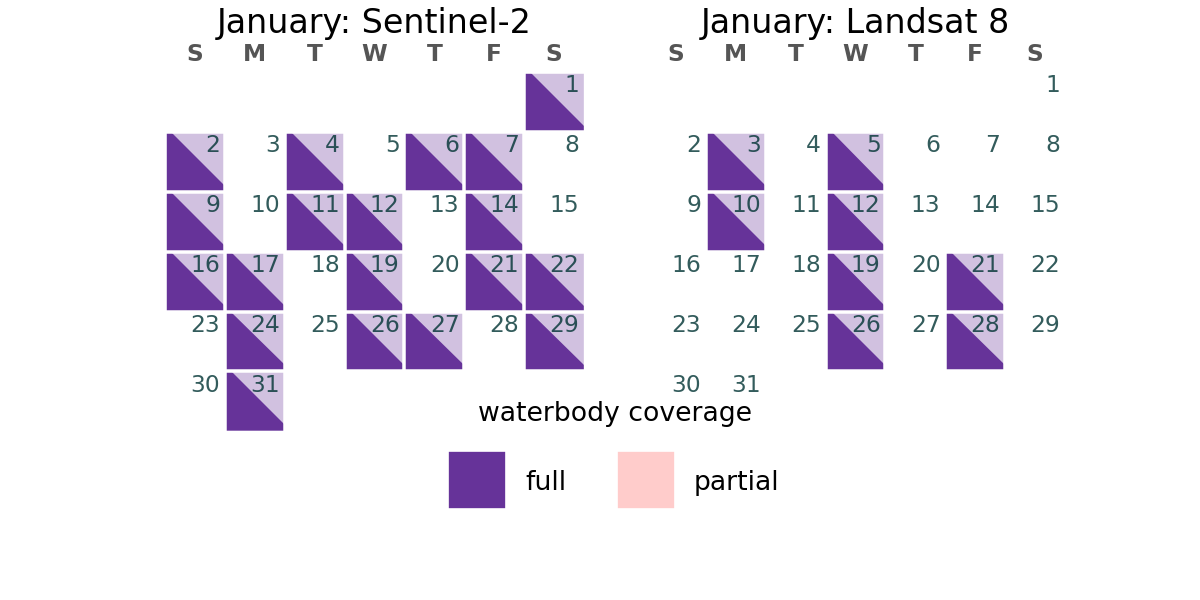 January: Sentinel-2
S M T W T F S
1
2 3 4 5 6 7 8
9 10 11 12 13 14 15
16 17 18 19 20 21 22
23 24 25 26 27 28 29
30 31
January: Landsat 8
S M T W T F S
1
2 3 4 5 6 7 8
9 10 11 12 13 14 15
16 17 18 19 20 21 22
23 24 25 26 27 28 29
30 31
waterbody coverage
full partial